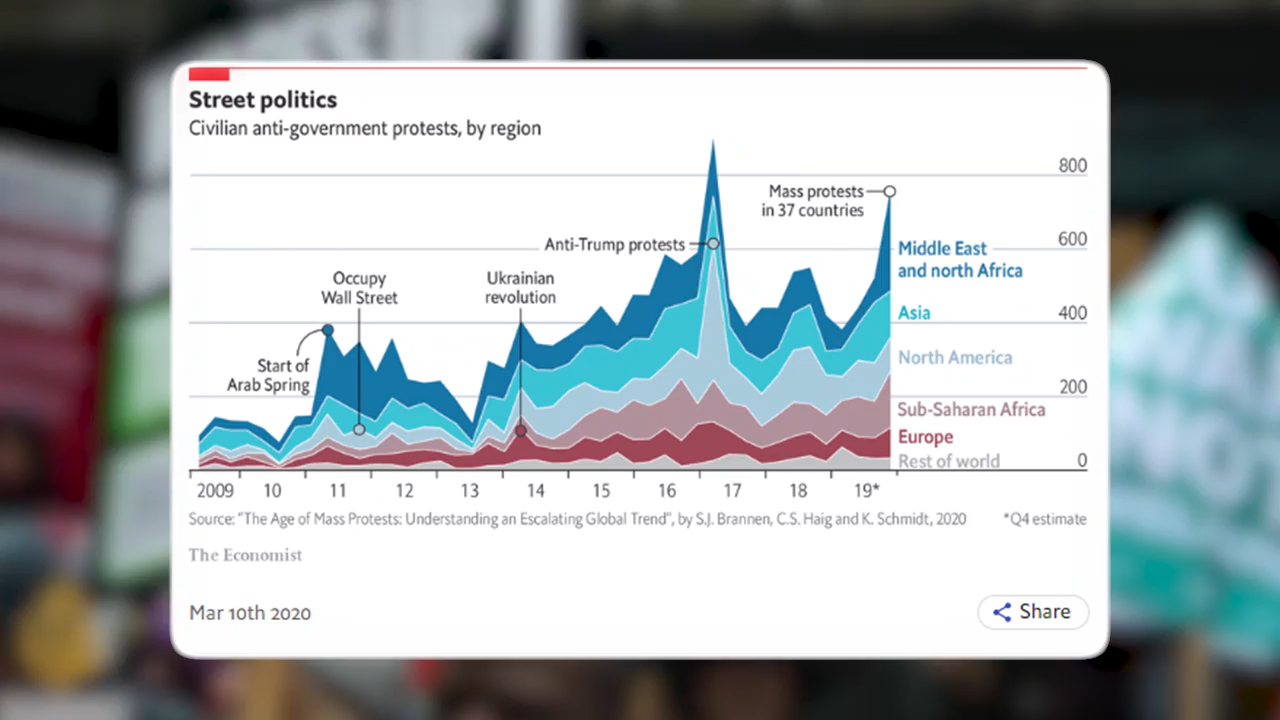 Street politics
Civilian anti-government protests, by region
800
Mass protests
in 37 countries
600
Anti-Trump protests
Middle East
and north Africa
Occupy
Wall Street
Ukrainian
revolution
400
Asia
Start of
Arab Spring
North America
200
Sub-Saharan Africa
Europe
Rest of world
0
2009 10 11 12 13 14 15 16 17 18 19*
Source: "The Age of Mass Protests: Understanding an Escalating Global Trend", by S.J. Brannen, C.S. Haig and K. Schmidt, 2020 *Q4 estimate
The Economist
Mar 10th 2020
Share